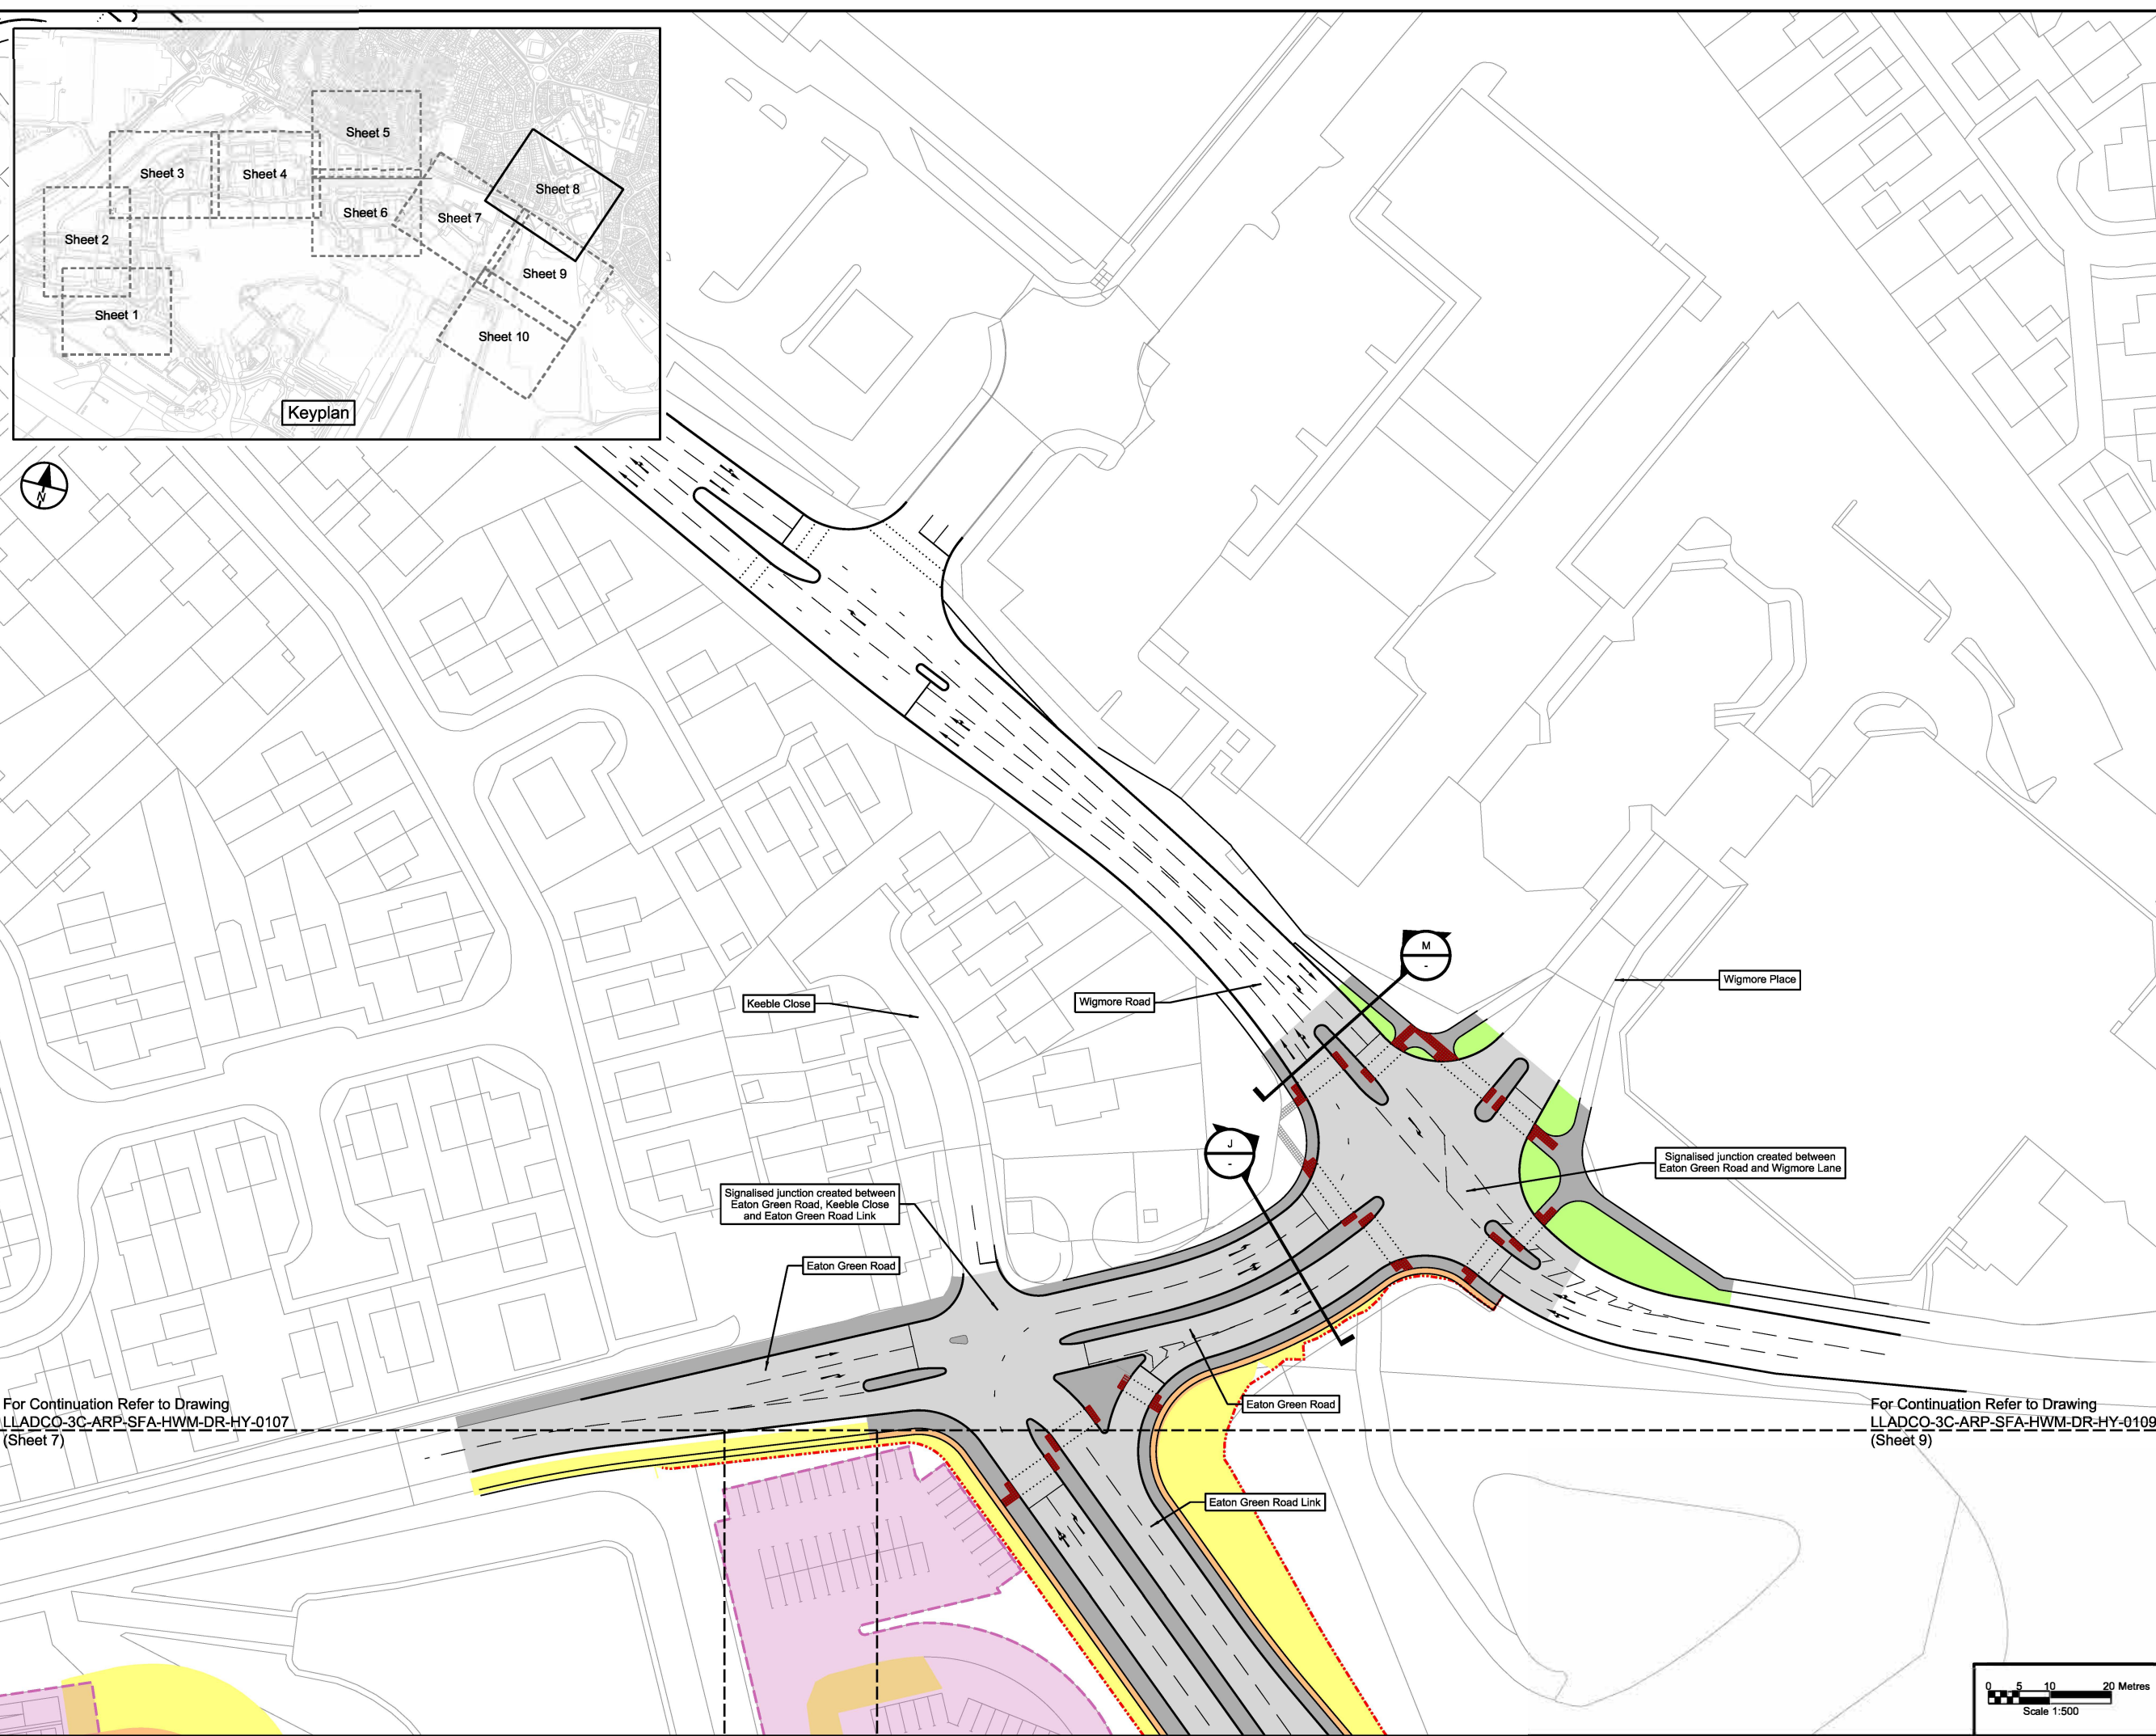 Sheet 5
Sheet 3
Sheet 4
Sheet 8
Sheet 6
Sheet 7
Sheet 2
Sheet 9
Sheet 1
Sheet 10
Keyplan
N
M
-
Wigmore Place
Keeble Close
Wigmore Road
J
-
Signalised junction created between
Eaton Green Road and Wigmore Lane
Signalised junction created between
Eaton Green Road, Keeble Close
and Eaton Green Road Link
Eaton Green Road
Eaton Green Road
For Continuation Refer to Drawing
LLADCO-3C-ARP-SFA-HWM-DR-HY-0107
(Sheet 7)
For Continuation Refer to Drawing
LLADCO-3C-ARP-SFA-HWM-DR-HY-0109
(Sheet 9)
Eaton Green Road Link
0 5 10 20 Metres
Scale 1:500